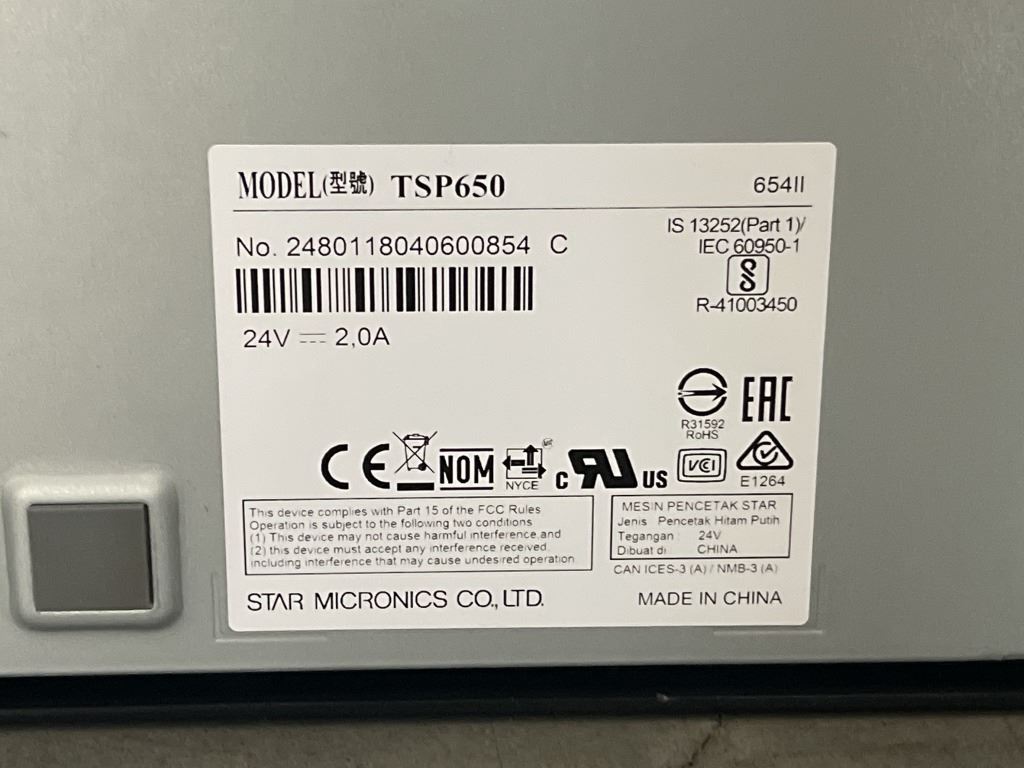 MODEL(型號) TSP650 654II
No. 2480118040600854 C
IS 13252(Part 1)/
IEC 60950-1
R-41003450
24V ⎓ 2,0A
R31592
RoHS
EAC
CE
NOM
NYCE
c RU US
VCI
E1264
This device complies with Part 15 of the FCC Rules
Operation is subject to the following two conditions
(1) This device may not cause harmful interference,and
(2) this device must accept any interference received,
including interference that may cause undesired operation.
MESIN PENCETAK STAR
Jenis Pencetak Hitam Putih
Tegangan 24V
Dibuat di CHINA
CAN ICES-3 (A) / NMB-3 (A)
STAR MICRONICS CO., LTD.
MADE IN CHINA